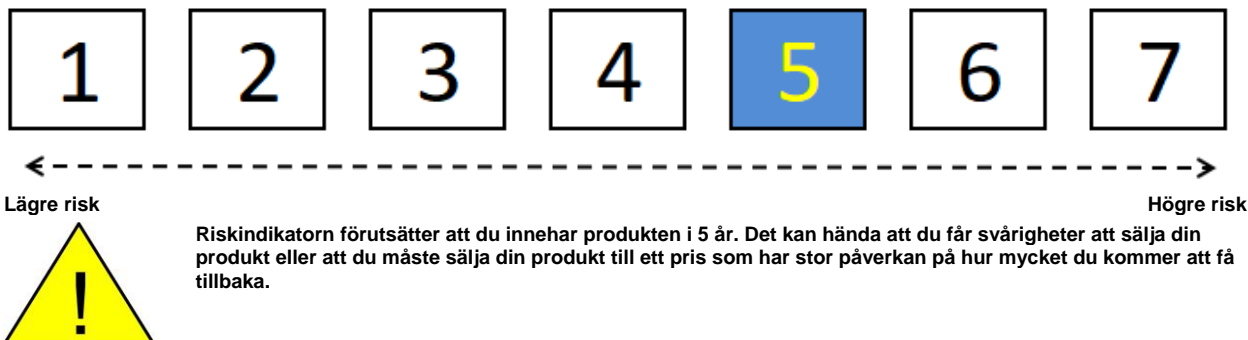 1 2 3 4 5 6 7
Lägre risk Högre risk
Riskindikatorn förutsätter att du innehar produkten i 5 år. Det kan hända att du får svårigheter att sälja din
produkt eller att du måste sälja din produkt till ett pris som har stor påverkan på hur mycket du kommer att få
tillbaka.
!